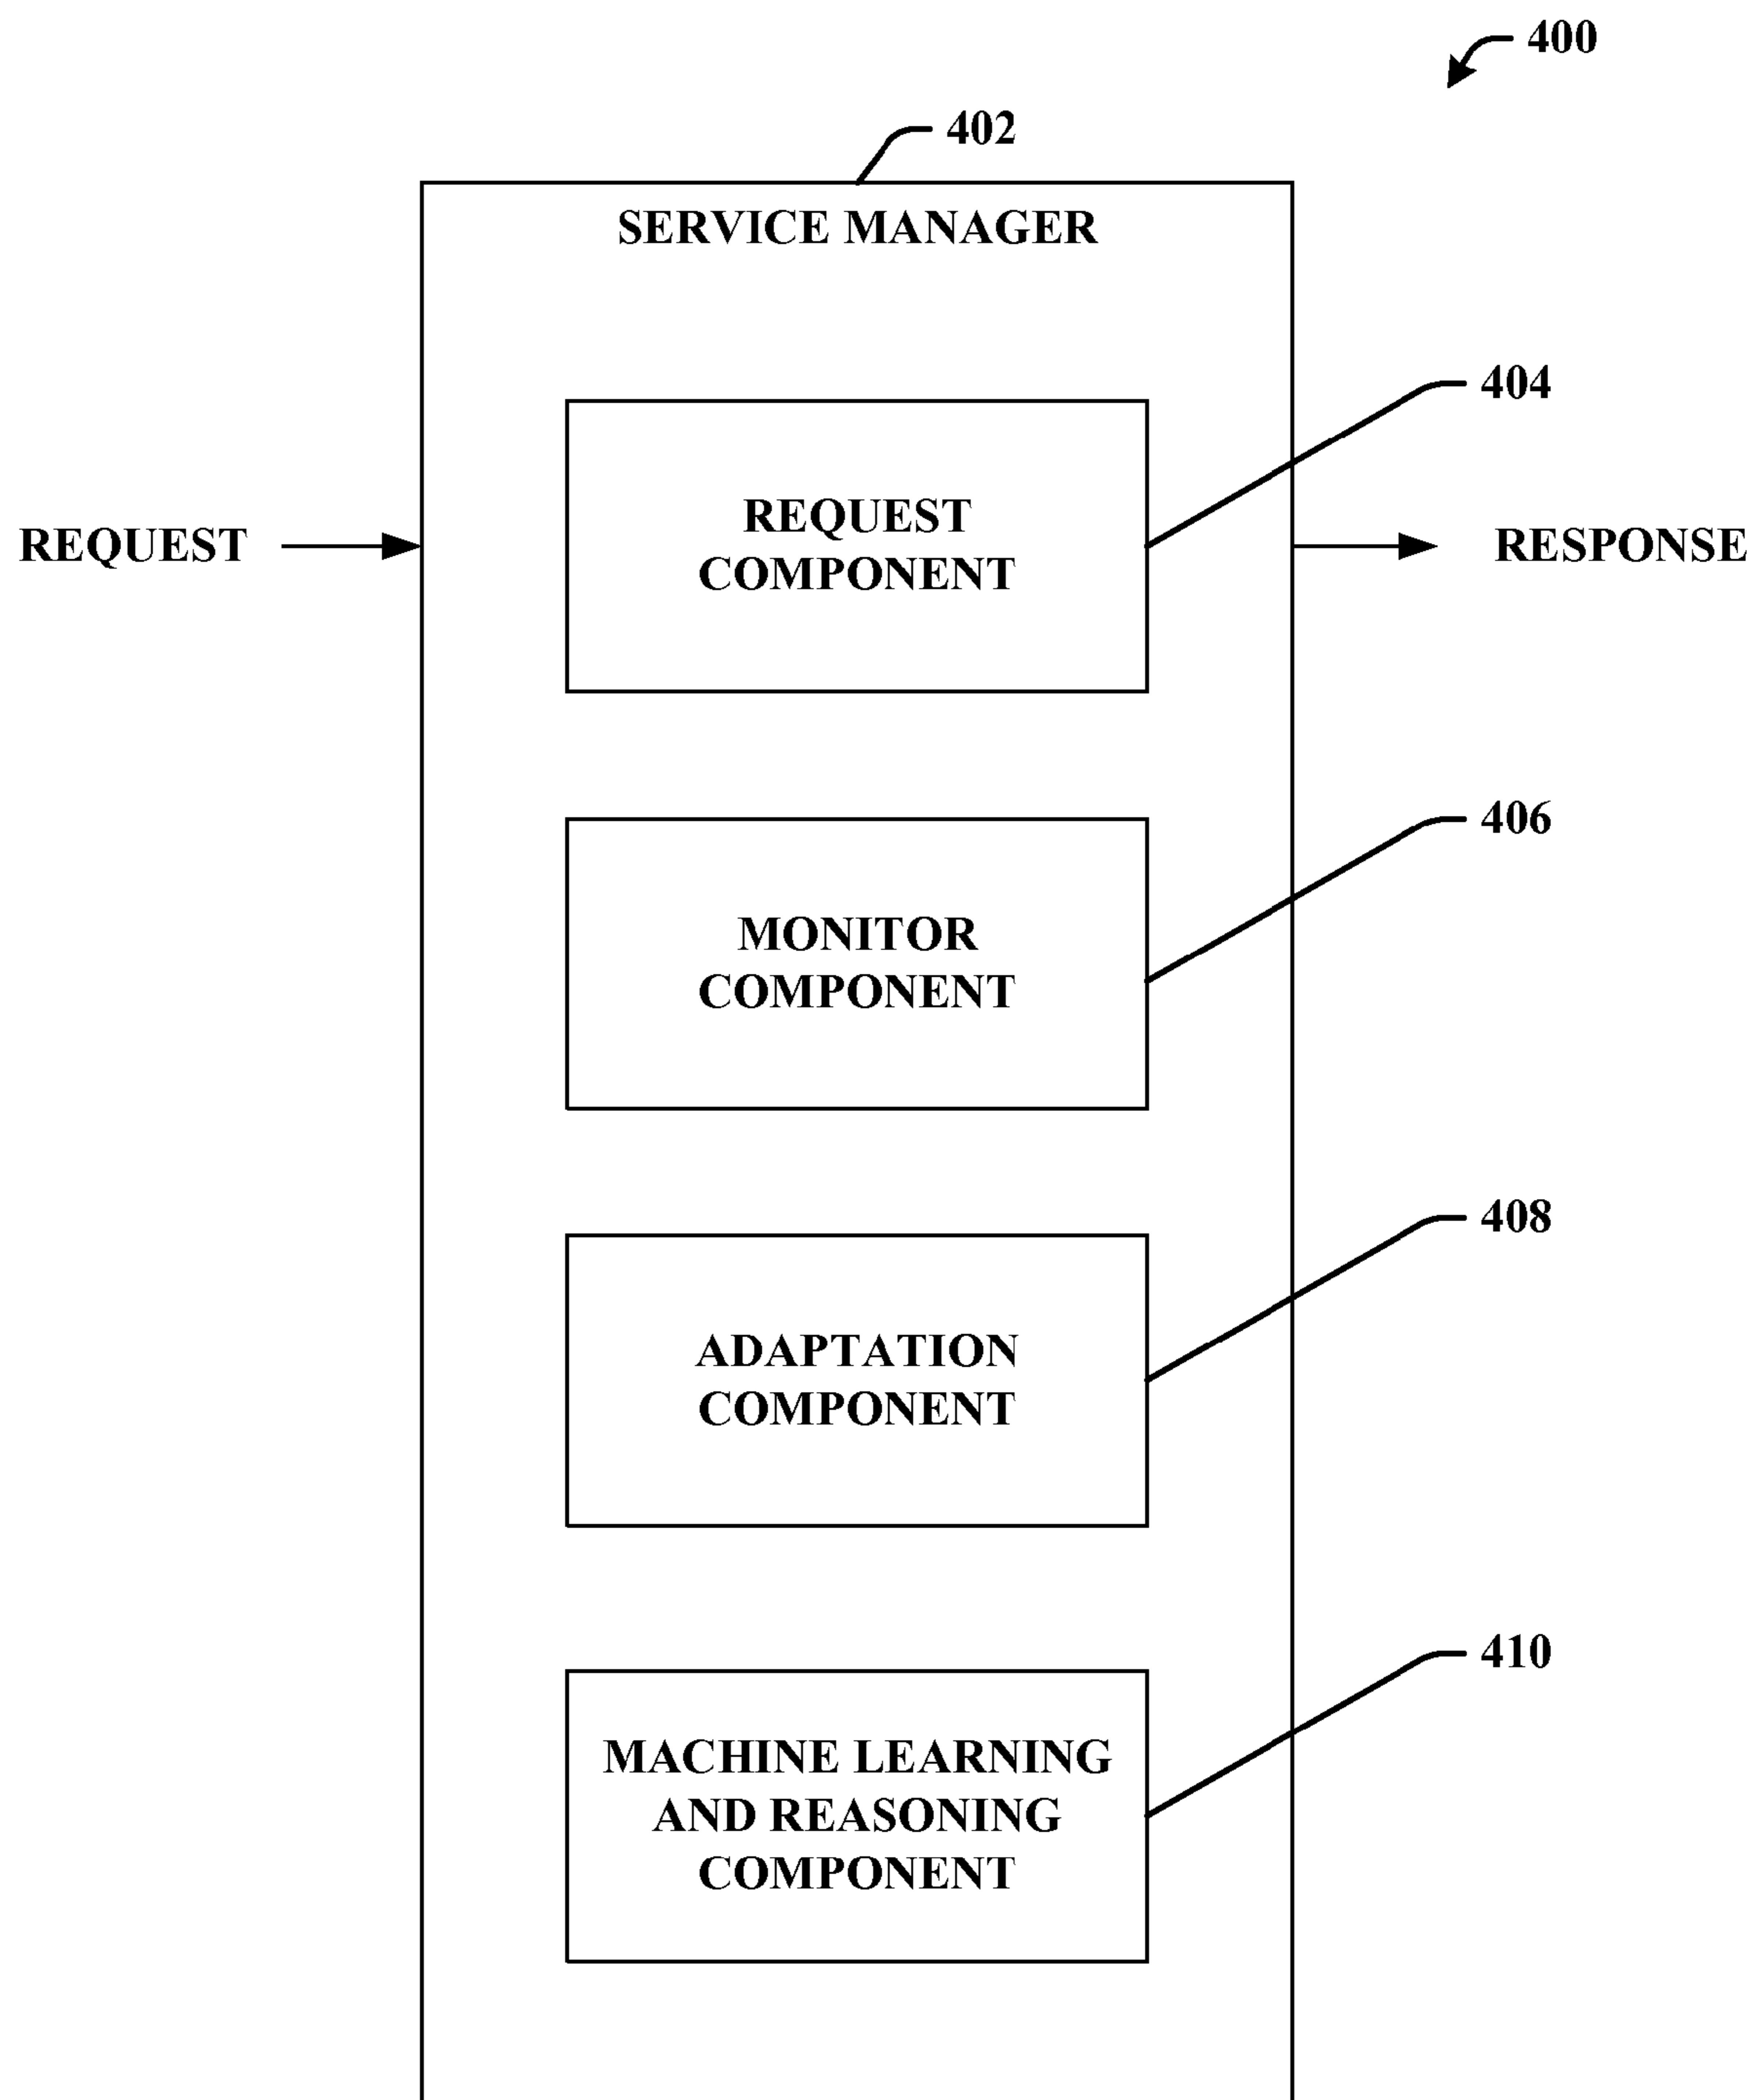 400
402
SERVICE MANAGER
404
REQUEST
COMPONENT
REQUEST
RESPONSE
406
MONITOR
COMPONENT
408
ADAPTATION
COMPONENT
410
MACHINE LEARNING
AND REASONING
COMPONENT